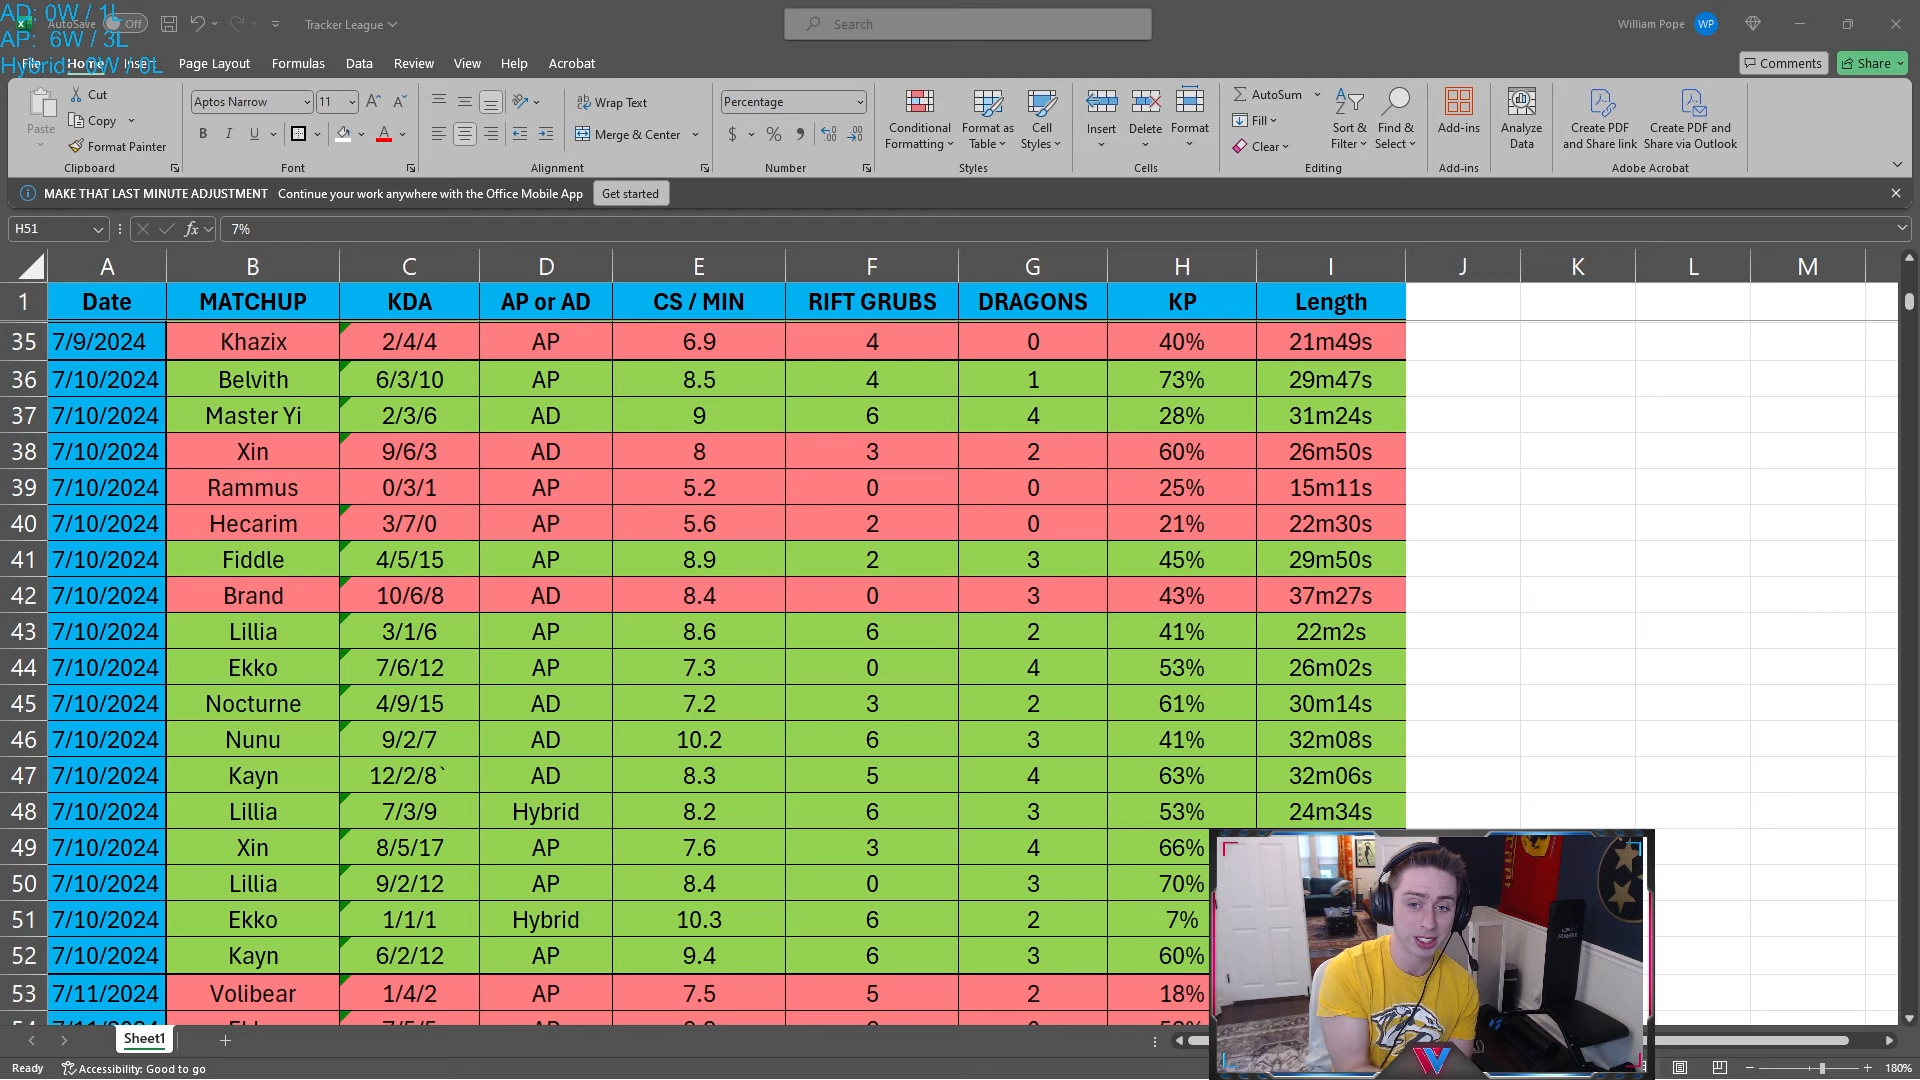 AD: 0W / 1L
AP: 6W / 3L
Hybrid: 0W / 0L
AutoSave Off Tracker League Search William Pope WP
File Home Insert Page Layout Formulas Data Review View Help Acrobat Comments Share
Paste Cut Copy Format Painter Clipboard
Aptos Narrow 11 A A B I U A Font
Wrap Text Merge & Center Alignment
Percentage $ % , Number
Conditional Formatting Format as Table Cell Styles Styles
Insert Delete Format Cells
AutoSum Fill Clear Sort & Filter Find & Select Editing
Add-ins Add-ins
Analyze Data
Create PDF and Share link Create PDF and Share via Outlook Adobe Acrobat
MAKE THAT LAST MINUTE ADJUSTMENT Continue your work anywhere with the Office Mobile App Get started
H51 fx 7%
A B C D E F G H I J K L M
1 Date MATCHUP KDA AP or AD CS / MIN RIFT GRUBS DRAGONS KP Length
35 7/9/2024 Khazix 2/4/4 AP 6.9 4 0 40% 21m49s
36 7/10/2024 Belvith 6/3/10 AP 8.5 4 1 73% 29m47s
37 7/10/2024 Master Yi 2/3/6 AD 9 6 4 28% 31m24s
38 7/10/2024 Xin 9/6/3 AD 8 3 2 60% 26m50s
39 7/10/2024 Rammus 0/3/1 AP 5.2 0 0 25% 15m11s
40 7/10/2024 Hecarim 3/7/0 AP 5.6 2 0 21% 22m30s
41 7/10/2024 Fiddle 4/5/15 AP 8.9 2 3 45% 29m50s
42 7/10/2024 Brand 10/6/8 AD 8.4 0 3 43% 37m27s
43 7/10/2024 Lillia 3/1/6 AP 8.6 6 2 41% 22m2s
44 7/10/2024 Ekko 7/6/12 AP 7.3 0 4 53% 26m02s
45 7/10/2024 Nocturne 4/9/15 AD 7.2 3 2 61% 30m14s
46 7/10/2024 Nunu 9/2/7 AD 10.2 6 3 41% 32m08s
47 7/10/2024 Kayn 12/2/8` AD 8.3 5 4 63% 32m06s
48 7/10/2024 Lillia 7/3/9 Hybrid 8.2 6 3 53% 24m34s
49 7/10/2024 Xin 8/5/17 AP 7.6 3 4 66%
50 7/10/2024 Lillia 9/2/12 AP 8.4 0 3 70%
51 7/10/2024 Ekko 1/1/1 Hybrid 10.3 6 2 7%
52 7/10/2024 Kayn 6/2/12 AP 9.4 6 3 60%
53 7/11/2024 Volibear 1/4/2 AP 7.5 5 2 18%
Sheet1
Ready Accessibility: Good to go 180%